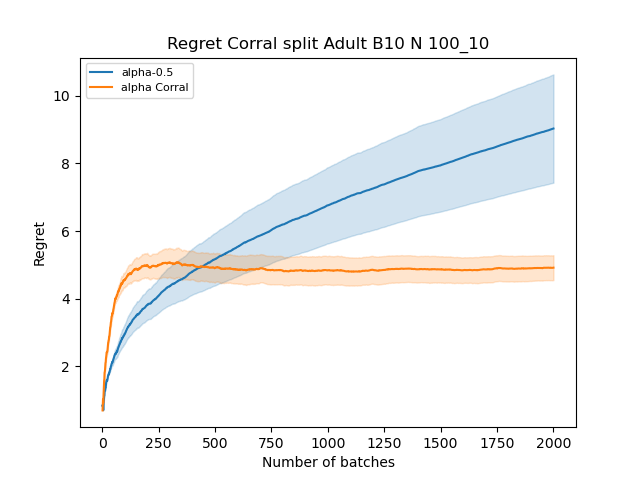 Regret Corral split Adult B10 N 100_10
alpha-0.5
alpha Corral
10
8
6
4
2
Regret
0 250 500 750 1000 1250 1500 1750 2000
Number of batches